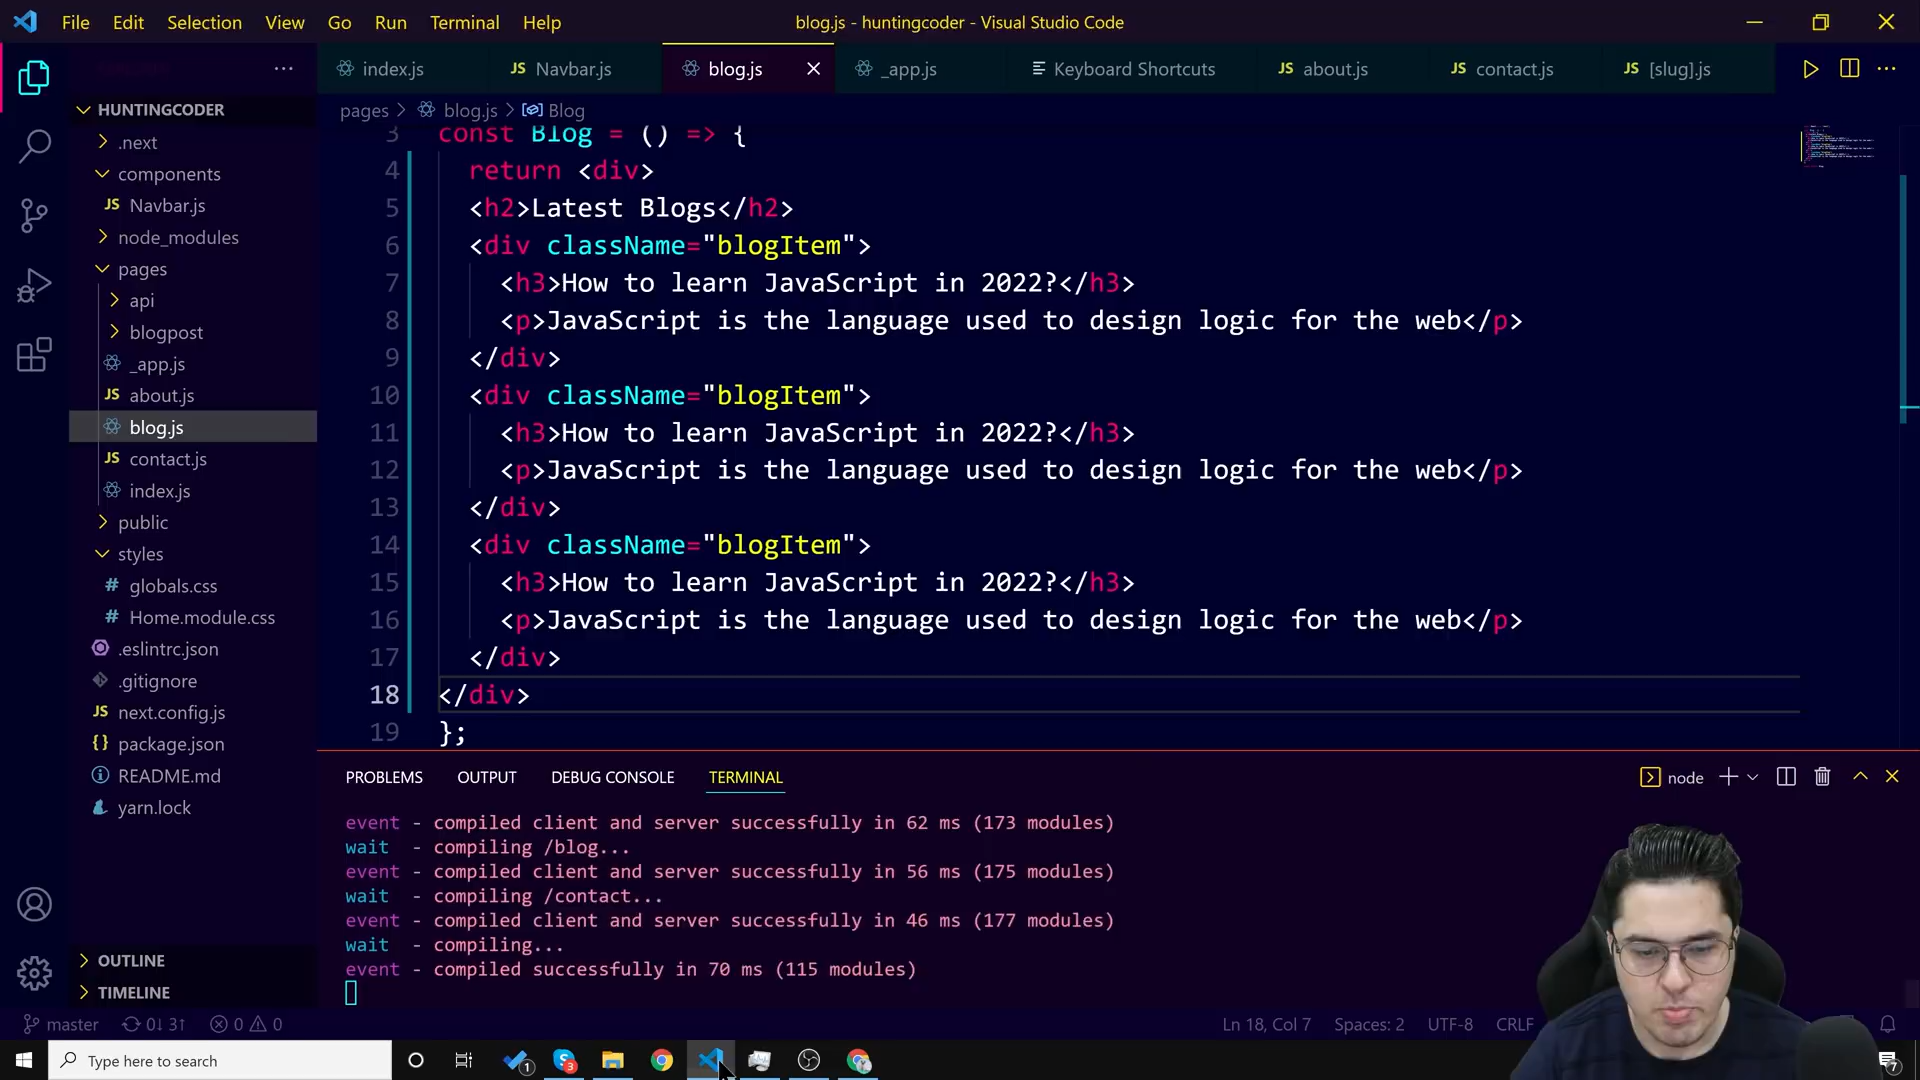 File Edit Selection View Go Run Terminal Help
blog.js - huntingcoder - Visual Studio Code
index.js
JS Navbar.js
blog.js
_app.js
Keyboard Shortcuts
JS about.js
JS contact.js
JS [slug].js
pages > blog.js > Blog
HUNTINGCODER
.next
components
JS Navbar.js
node_modules
pages
api
blogpost
_app.js
JS about.js
blog.js
JS contact.js
index.js
public
styles
# globals.css
# Home.module.css
.eslintrc.json
.gitignore
JS next.config.js
{} package.json
README.md
yarn.lock
OUTLINE
TIMELINE
3 const Blog = () => {
4 return <div>
5 <h2>Latest Blogs</h2>
6 <div className="blogItem">
7 <h3>How to learn JavaScript in 2022?</h3>
8 <p>JavaScript is the language used to design logic for the web</p>
9 </div>
10 <div className="blogItem">
11 <h3>How to learn JavaScript in 2022?</h3>
12 <p>JavaScript is the language used to design logic for the web</p>
13 </div>
14 <div className="blogItem">
15 <h3>How to learn JavaScript in 2022?</h3>
16 <p>JavaScript is the language used to design logic for the web</p>
17 </div>
18 </div>
19 };
PROBLEMS OUTPUT DEBUG CONSOLE TERMINAL
node
event - compiled client and server successfully in 62 ms (173 modules)
wait - compiling /blog...
event - compiled client and server successfully in 56 ms (175 modules)
wait - compiling /contact...
event - compiled client and server successfully in 46 ms (177 modules)
wait - compiling...
event - compiled successfully in 70 ms (115 modules)
master 0↓ 3↑ 0 0
Ln 18, Col 7 Spaces: 2 UTF-8 CRLF
Type here to search
1
3
7